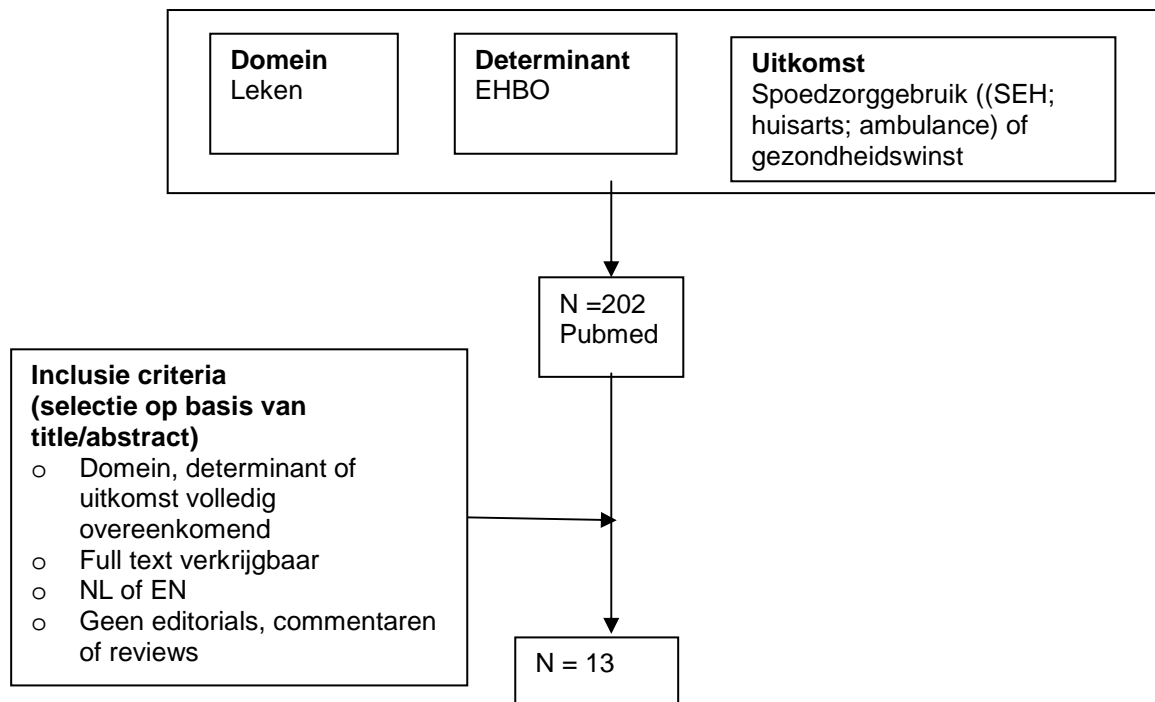 Domein
Leken
Determinant
EHBO
Uitkomst
Spoedzorggebruik ((SEH;
huisarts; ambulance) of
gezondheidswinst
N =202
Pubmed
Inclusie criteria
(selectie op basis van
title/abstract)
o Domein, determinant of
uitkomst volledig
overeenkomend
o Full text verkrijgbaar
o NL of EN
o Geen editorials, commentaren
of reviews
N = 13